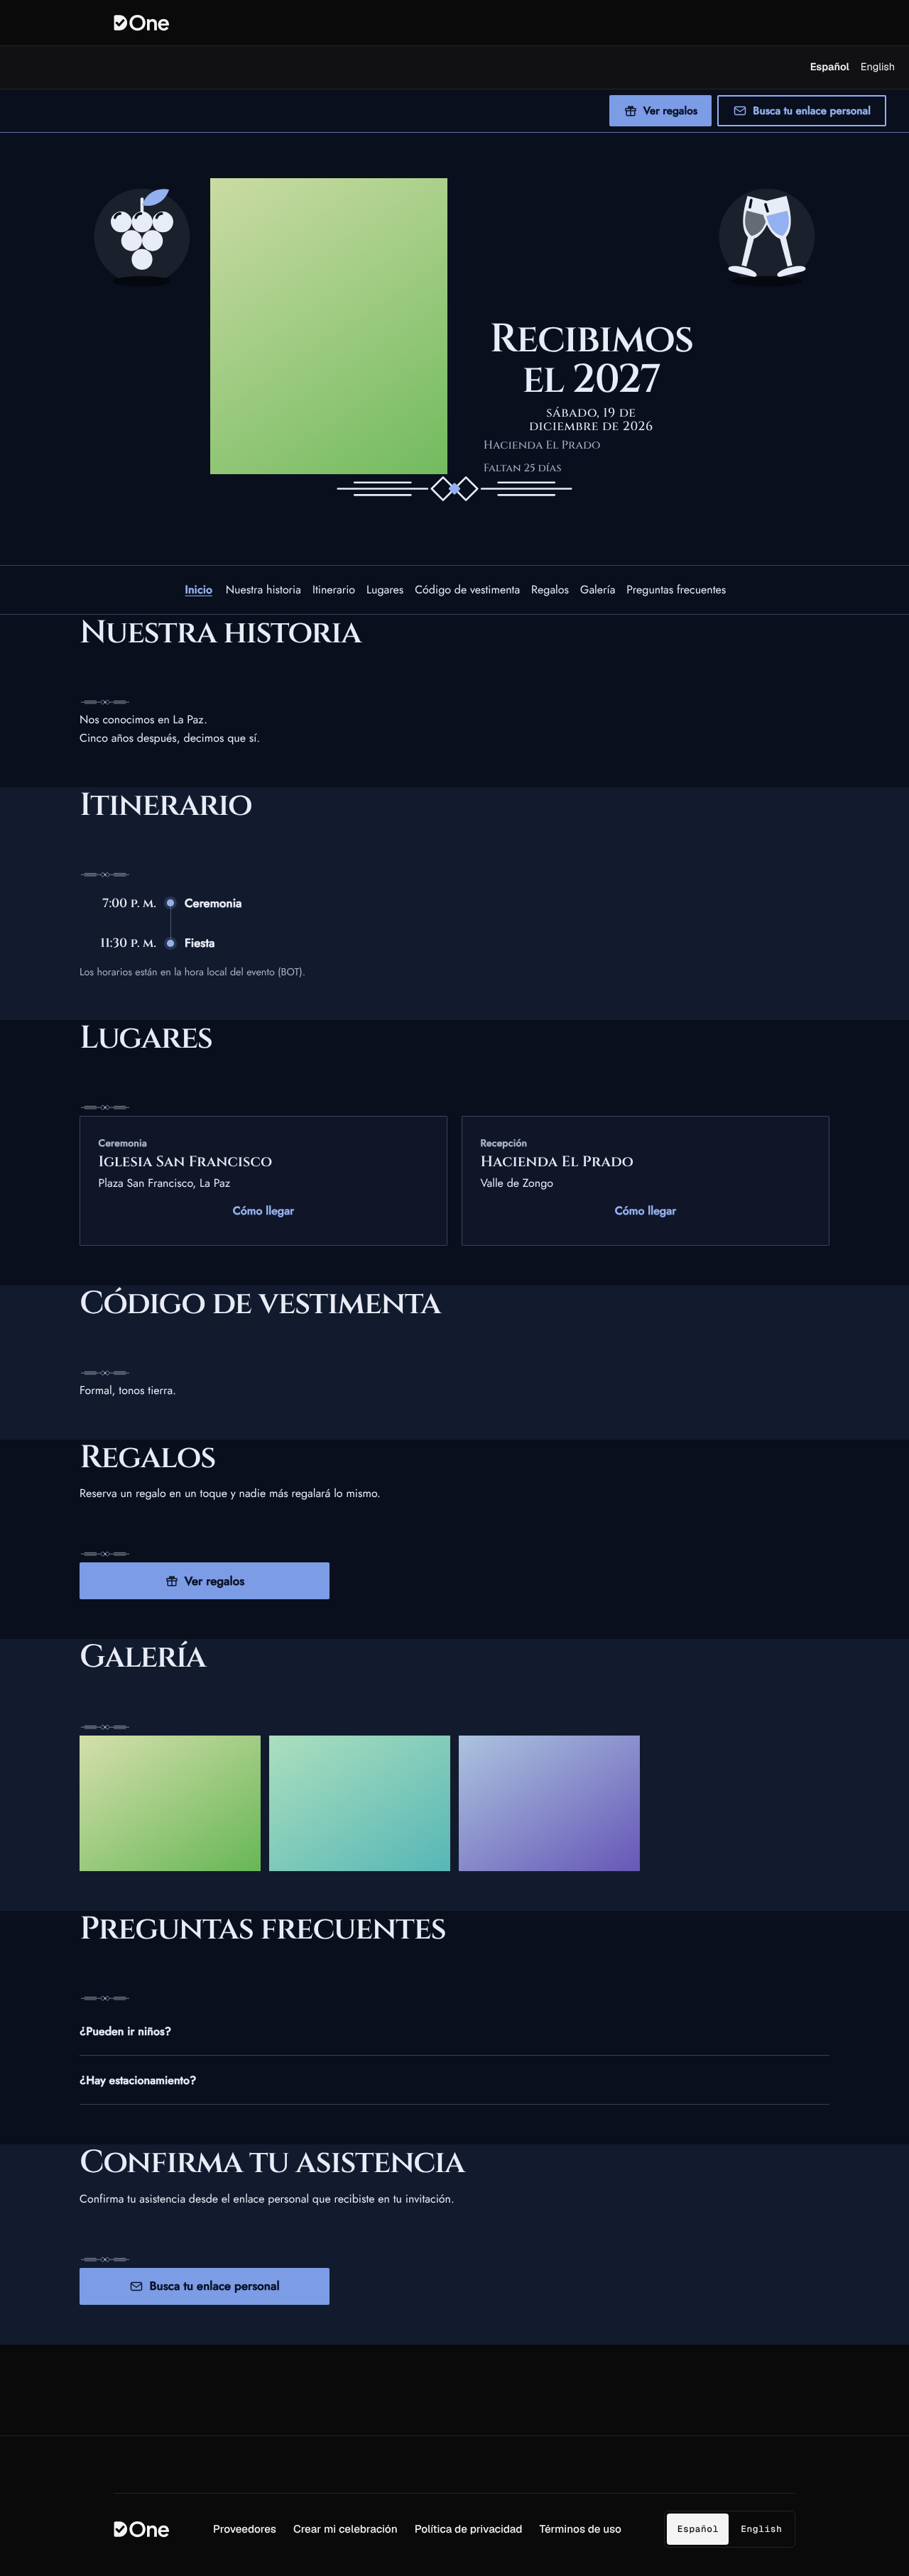 One
Español English
Ver regalos Busca tu enlace personal
Recibimos
el 2027
sábado, 19 de
diciembre de 2026
Hacienda El Prado
Faltan 25 días
Inicio Nuestra historia Itinerario Lugares Código de vestimenta Regalos Galería Preguntas frecuentes
Nuestra historia
Nos conocimos en La Paz.
Cinco años después, decimos que sí.
Itinerario
7:00 p. m. Ceremonia
11:30 p. m. Fiesta
Los horarios están en la hora local del evento (BOT).
Lugares
Ceremonia
Iglesia San Francisco
Plaza San Francisco, La Paz
Cómo llegar
Recepción
Hacienda El Prado
Valle de Zongo
Cómo llegar
Código de vestimenta
Formal, tonos tierra.
Regalos
Reserva un regalo en un toque y nadie más regalará lo mismo.
Ver regalos
Galería
Preguntas frecuentes
¿Pueden ir niños?
¿Hay estacionamiento?
Confirma tu asistencia
Confirma tu asistencia desde el enlace personal que recibiste en tu invitación.
Busca tu enlace personal
One Proveedores Crear mi celebración Política de privacidad Términos de uso Español English